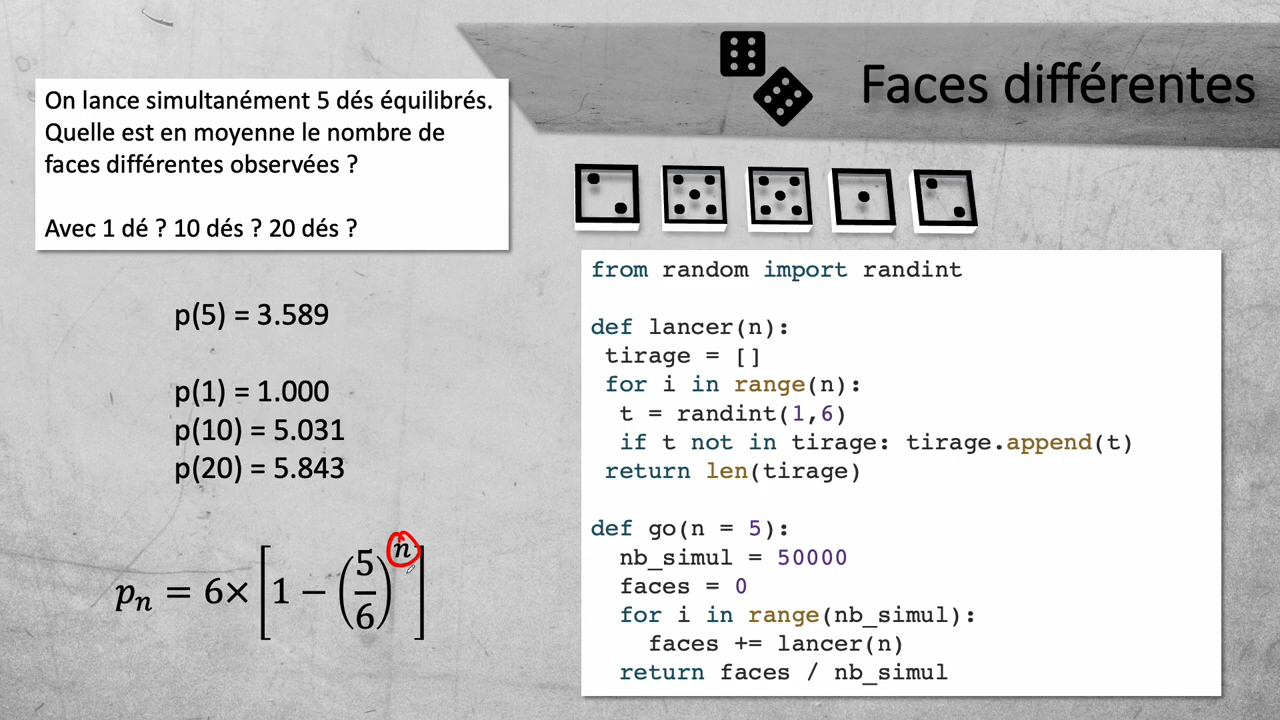 Faces différentes
On lance simultanément 5 dés équilibrés.
Quelle est en moyenne le nombre de
faces différentes observées ?
Avec 1 dé ? 10 dés ? 20 dés ?
p(5) = 3.589
p(1) = 1.000
p(10) = 5.031
p(20) = 5.843
pₙ = 6×[1 − (5/6)ⁿ]
from random import randint
def lancer(n):
 tirage = []
 for i in range(n):
  t = randint(1,6)
  if t not in tirage: tirage.append(t)
 return len(tirage)
def go(n = 5):
  nb_simul = 50000
  faces = 0
  for i in range(nb_simul):
    faces += lancer(n)
  return faces / nb_simul